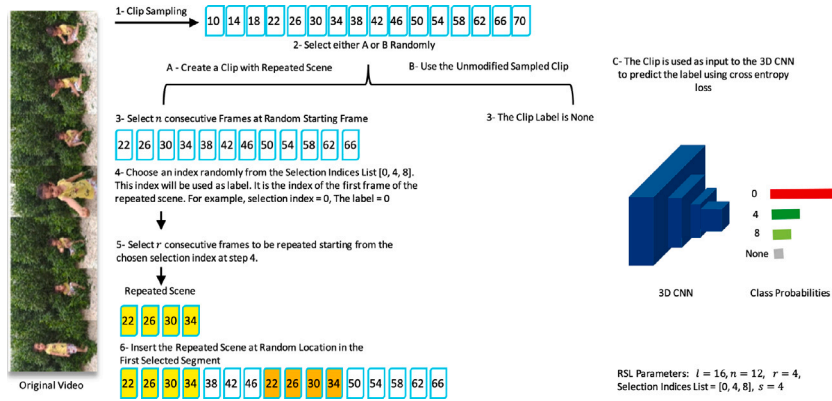 1- Clip Sampling
10 14 18 22 26 30 34 38 42 46 50 54 58 62 66 70
2- Select either A or B Randomly
A - Create a Clip with Repeated Scene
B- Use the Unmodified Sampled Clip
C- The Clip is used as input to the 3D CNN
to predict the label using cross entropy
loss
3- Select n consecutive Frames at Random Starting Frame
3- The Clip Label is None
22 26 30 34 38 42 46 50 54 58 62 66
4- Choose an index randomly from the Selection Indices List [0, 4, 8].
This index will be used as label. It is the index of the first frame of the
repeated scene. For example, selection index = 0, The label = 0
5- Select r consecutive frames to be repeated starting from the
chosen selection index at step 4.
0
4
8
None
3D CNN
Class Probabilities
Repeated Scene
22 26 30 34
6- Insert the Repeated Scene at Random Location in the
First Selected Segment
22 26 30 34 38 42 46 22 26 30 34 50 54 58 62 66
Original Video
RSL Parameters: l = 16, n = 12, r = 4,
Selection Indices List = [0, 4, 8], s = 4